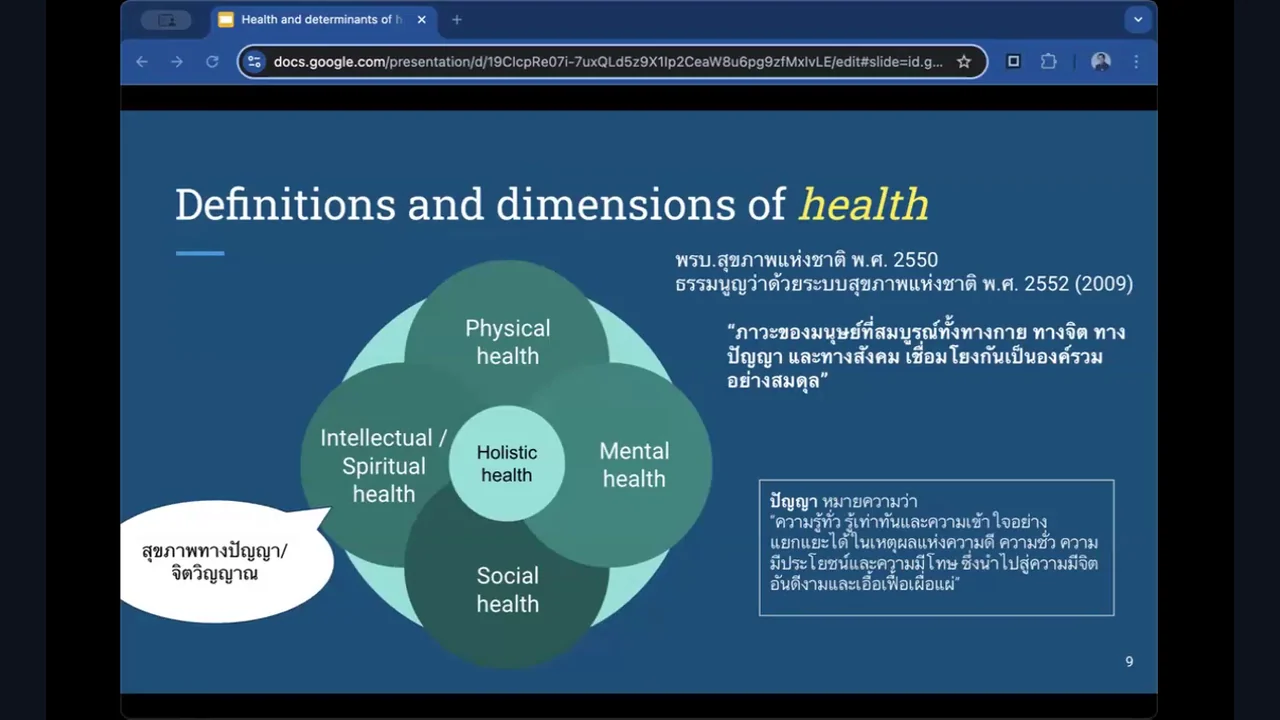 Health and determinants of h
docs.google.com/presentation/d/19ClcpRe07i-7uxQLd5z9X1lp2CeaW8u6pg9zfMxlvLE/edit#slide=id.g...
Definitions and dimensions of health
พรบ.สุขภาพแห่งชาติ พ.ศ. 2550
ธรรมนูญว่าด้วยระบบสุขภาพแห่งชาติ พ.ศ. 2552 (2009)
“ภาวะของมนุษย์ที่สมบูรณ์ทั้งทางกาย ทางจิต ทาง
ปัญญา และทางสังคม เชื่อมโยงกันเป็นองค์รวม
อย่างสมดุล”
Physical
health
Intellectual /
Spiritual
health
Holistic
health
Mental
health
Social
health
สุขภาพทางปัญญา/
จิตวิญญาณ
ปัญญา หมายความว่า
“ความรู้ทั่ว รู้เท่าทันและความเข้า ใจอย่าง
แยกแยะได้ ในเหตุผลแห่งความดี ความชั่ว ความ
มีประโยชน์และความมีโทษ ซึ่งนำไปสู่ความมีจิต
อันดีงามและเอื้อเฟื้อเผื่อแผ่”
9